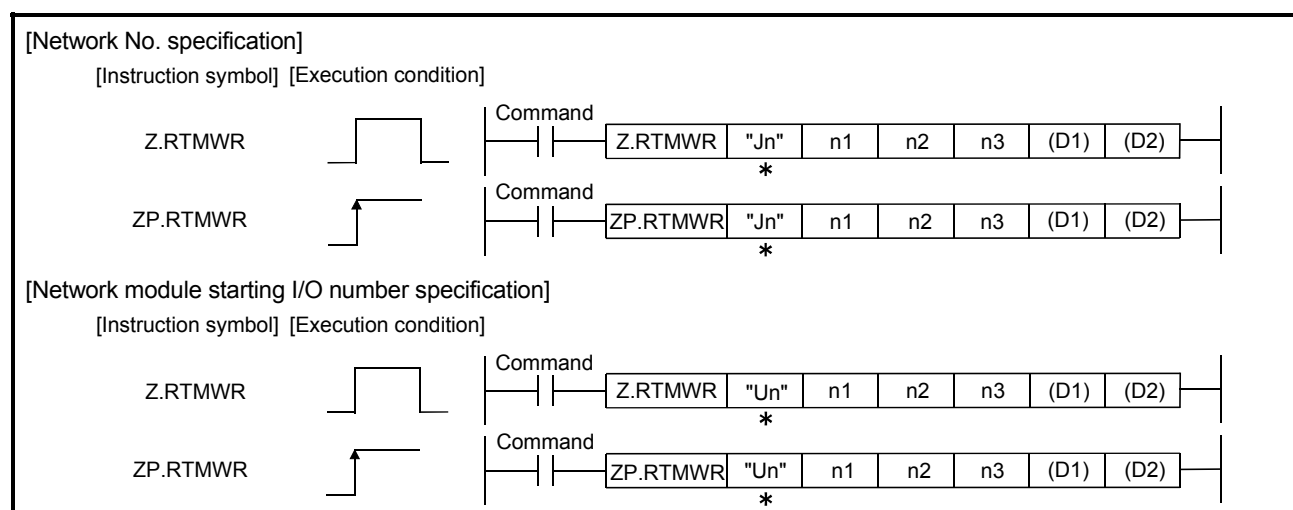 [Network No. specification]
[Instruction symbol] [Execution condition]
Command
Z.RTMWR Z.RTMWR "Jn" n1 n2 n3 (D1) (D2)
*
Command
ZP.RTMWR ZP.RTMWR "Jn" n1 n2 n3 (D1) (D2)
*
[Network module starting I/O number specification]
[Instruction symbol] [Execution condition]
Command
Z.RTMWR Z.RTMWR "Un" n1 n2 n3 (D1) (D2)
*
Command
ZP.RTMWR ZP.RTMWR "Un" n1 n2 n3 (D1) (D2)
*